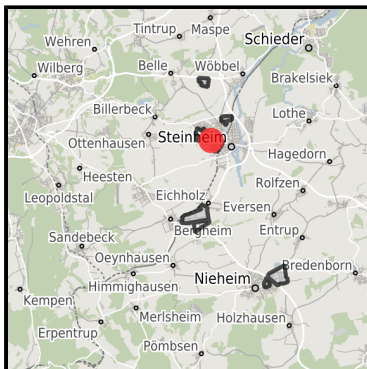 Tintrup
Maspe
Wehren
Schieder
Wilberg
Belle
Wöbbel
Brakelsiek
Billerbeck
Lothe
Steinheim
Ottenhausen
Hagedorn
Heesten
Rolfzen
Leopoldstal
Eichholz
Eversen
Bergheim
Entrup
Sandebeck
Oeynhausen
Bredenborn
Nieheim
Himmighausen
Kempen
Merlsheim
Holzhausen
Erpentrup
Pömbsen